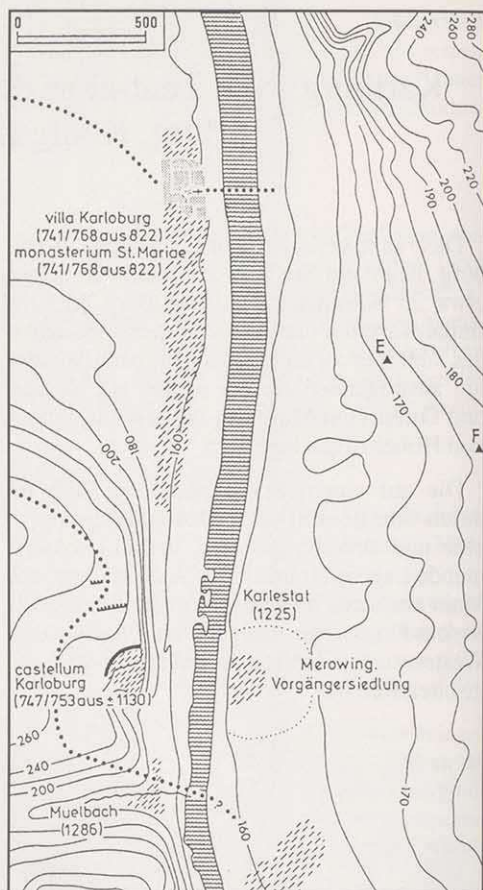 0 500
240
260
280
220
200
190
180
170
villa Karloburg
(741/768 aus 822)
monasterium St. Mariae
(741/768 aus 822)
E
F
180
200
160
Karlestat
(1225)
Merowing.
Vorgängersiedlung
castellum
Karloburg
(747/753 aus ± 1130)
260
240
200
Muelbach
(1286)
?
160
170